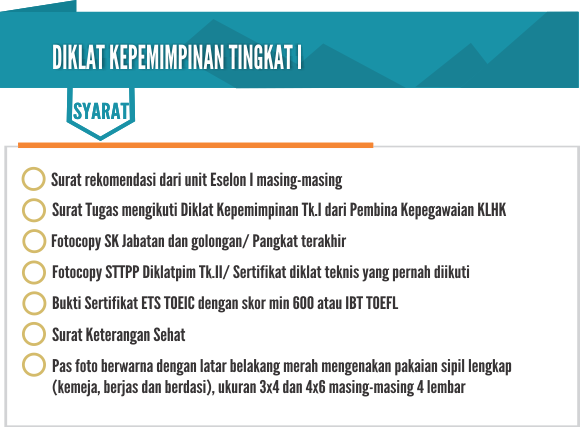 DIKLAT KEPEMIMPINAN TINGKAT I
SYARAT
Surat rekomendasi dari unit Eselon I masing-masing
Surat Tugas mengikuti Diklat Kepemimpinan Tk.I dari Pembina Kepegawaian KLHK
Fotocopy SK Jabatan dan golongan/ Pangkat terakhir
Fotocopy STTPP Diklatpim Tk.II/ Sertifikat diklat teknis yang pernah diikuti
Bukti Sertifikat ETS TOEIC dengan skor min 600 atau IBT TOEFL
Surat Keterangan Sehat
Pas foto berwarna dengan latar belakang merah mengenakan pakaian sipil lengkap
(kemeja, berjas dan berdasi), ukuran 3x4 dan 4x6 masing-masing 4 lembar